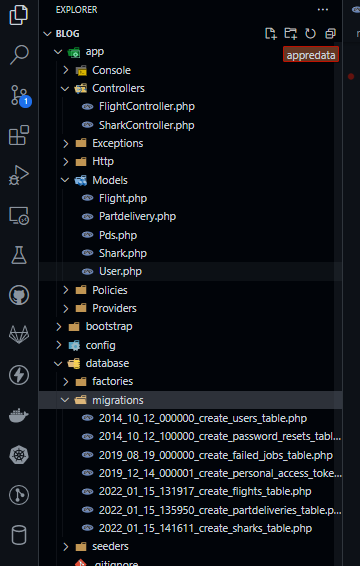 EXPLORER
BLOG
app
appredata
Console
Controllers
FlightController.php
SharkController.php
Exceptions
Http
Models
Flight.php
Partdelivery.php
Pds.php
Shark.php
User.php
Policies
Providers
bootstrap
config
database
factories
migrations
2014_10_12_000000_create_users_table.php
2014_10_12_100000_create_password_resets_tabl...
2019_08_19_000000_create_failed_jobs_table.php
2019_12_14_000001_create_personal_access_toke...
2022_01_15_131917_create_flights_table.php
2022_01_15_135950_create_partdeliveries_table.p...
2022_01_15_141611_create_sharks_table.php
seeders
.gitignore
1